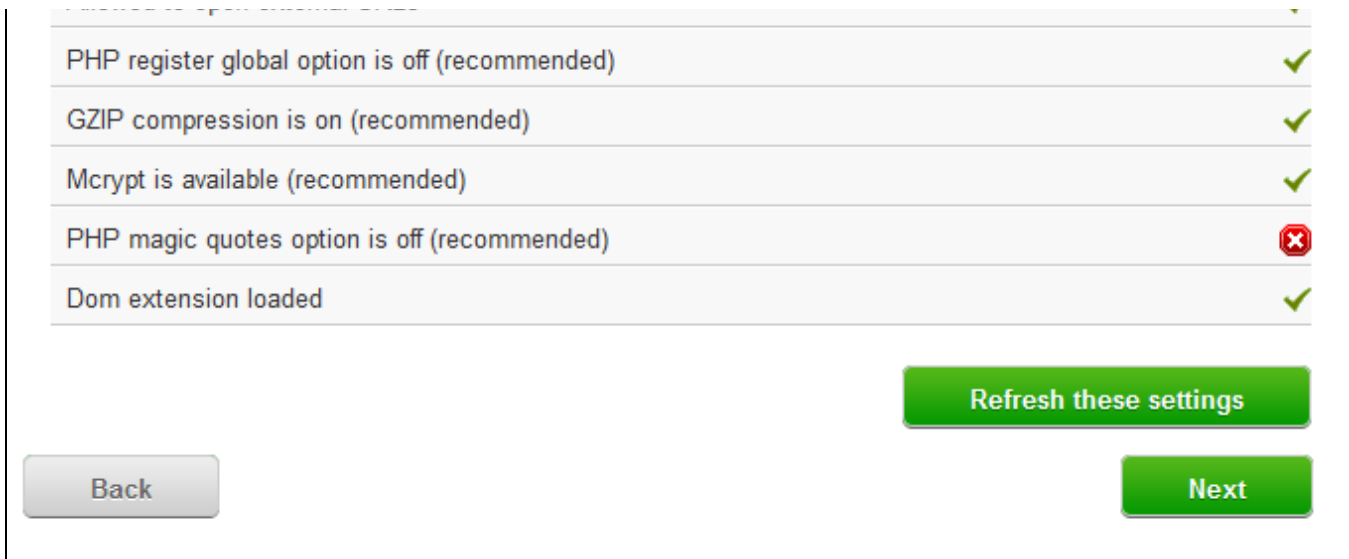 PHP register global option is off (recommended)
GZIP compression is on (recommended)
Mcrypt is available (recommended)
PHP magic quotes option is off (recommended)
Dom extension loaded
Refresh these settings
Back
Next